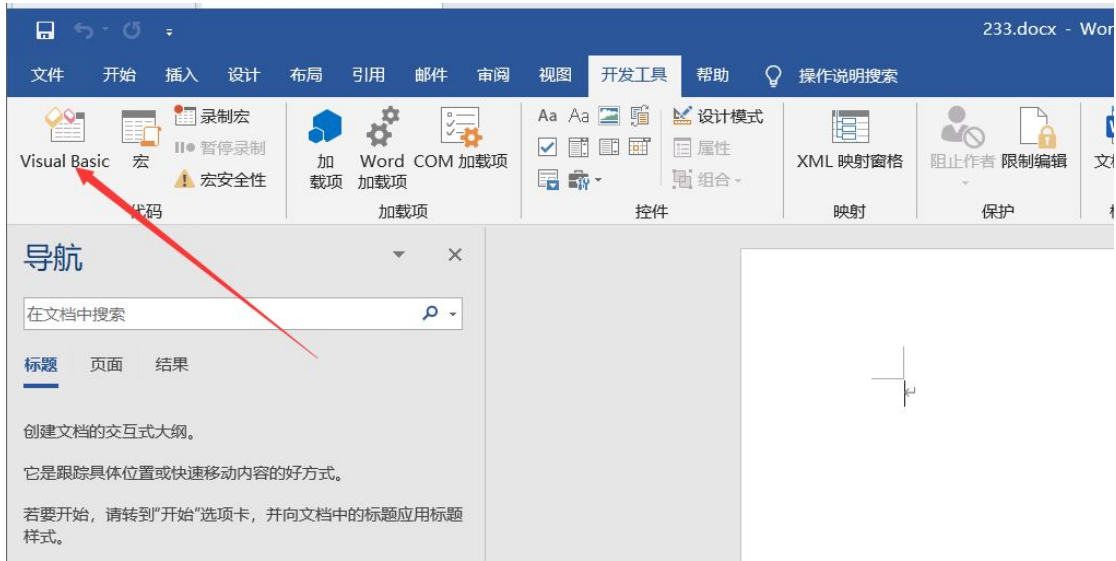 233.docx - Wor
文件 开始 插入 设计 布局 引用 邮件 审阅 视图 开发工具 帮助 操作说明搜索
Visual Basic 宏 录制宏 暂停录制 宏安全性
加载项 Word 加载项 COM 加载项
Aa Aa 设计模式 属性 组合
XML 映射窗格
阻止作者 限制编辑
代码 加载项 控件 映射 保护
导航
在文档中搜索
标题 页面 结果
创建文档的交互式大纲。
它是跟踪具体位置或快速移动内容的好方式。
若要开始，请转到“开始”选项卡，并向文档中的标题应用标题
样式。